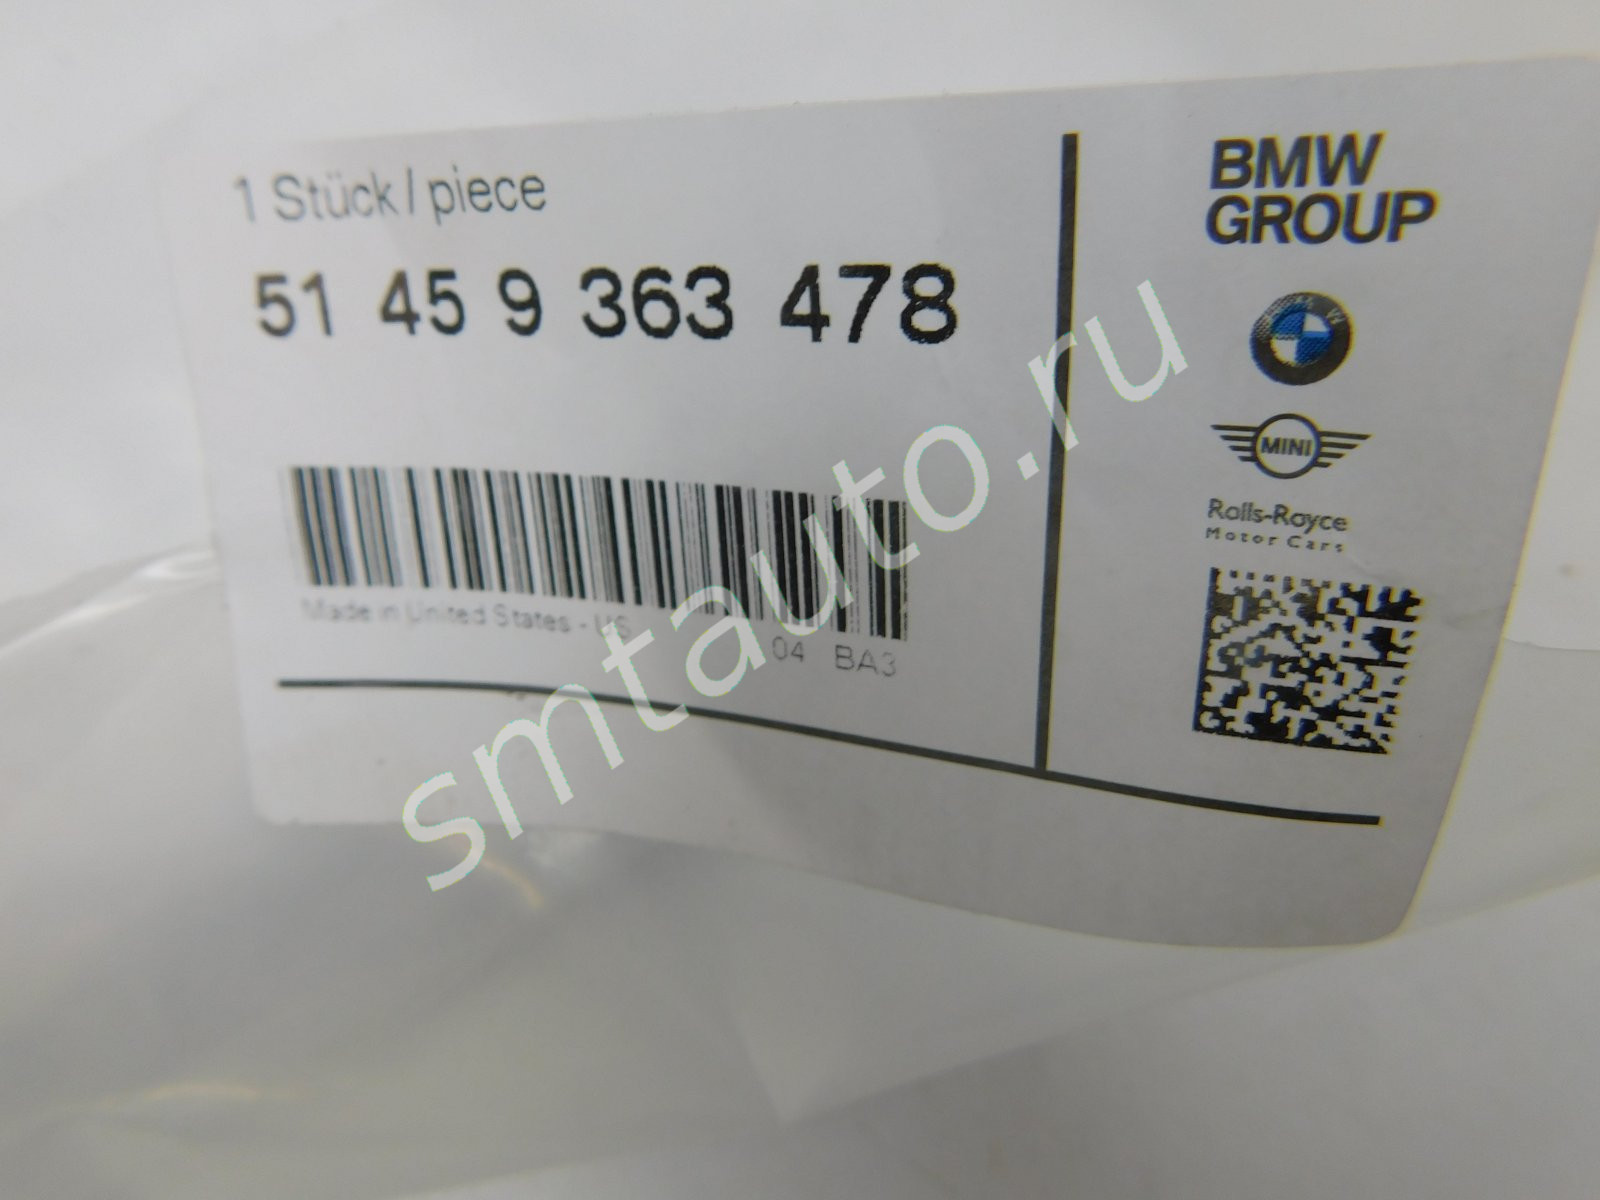 1 Stück / piece
51 45 9 363 478
Made in United States - US
04 BA3
BMW
GROUP
MINI
Rolls-Royce
Motor Cars
smtauto.ru